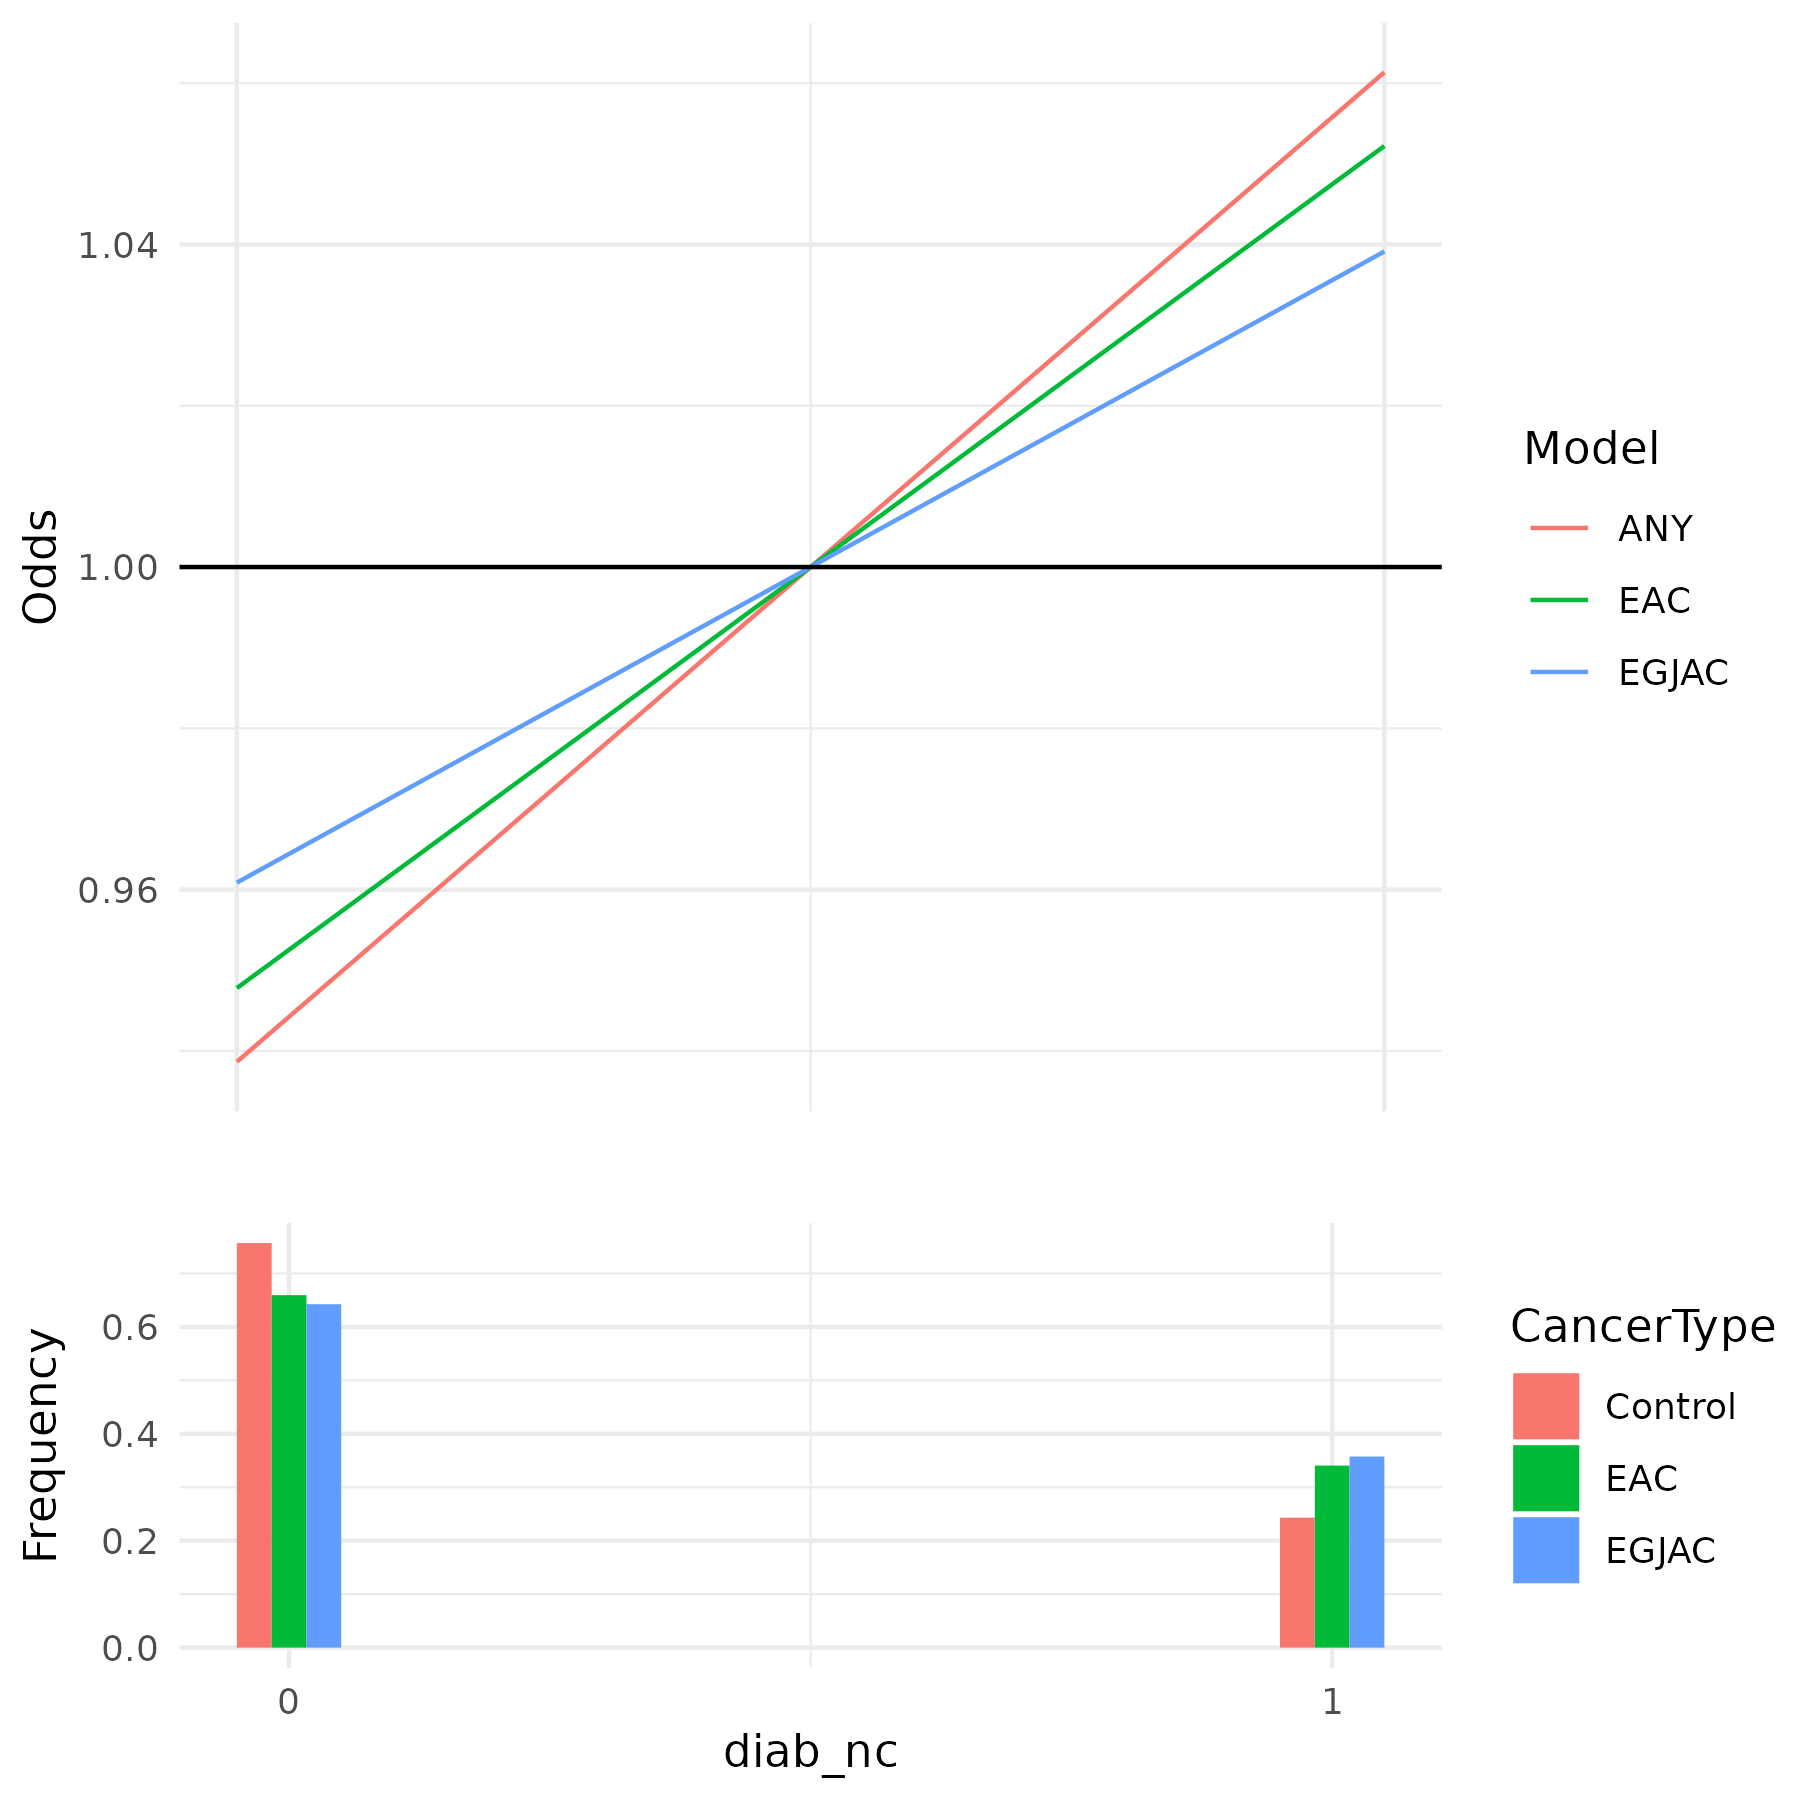 Odds
1.04
1.00
0.96
Model
ANY
EAC
EGJAC
Frequency
0.6
0.4
0.2
0.0
0
1
diab_nc
CancerType
Control
EAC
EGJAC